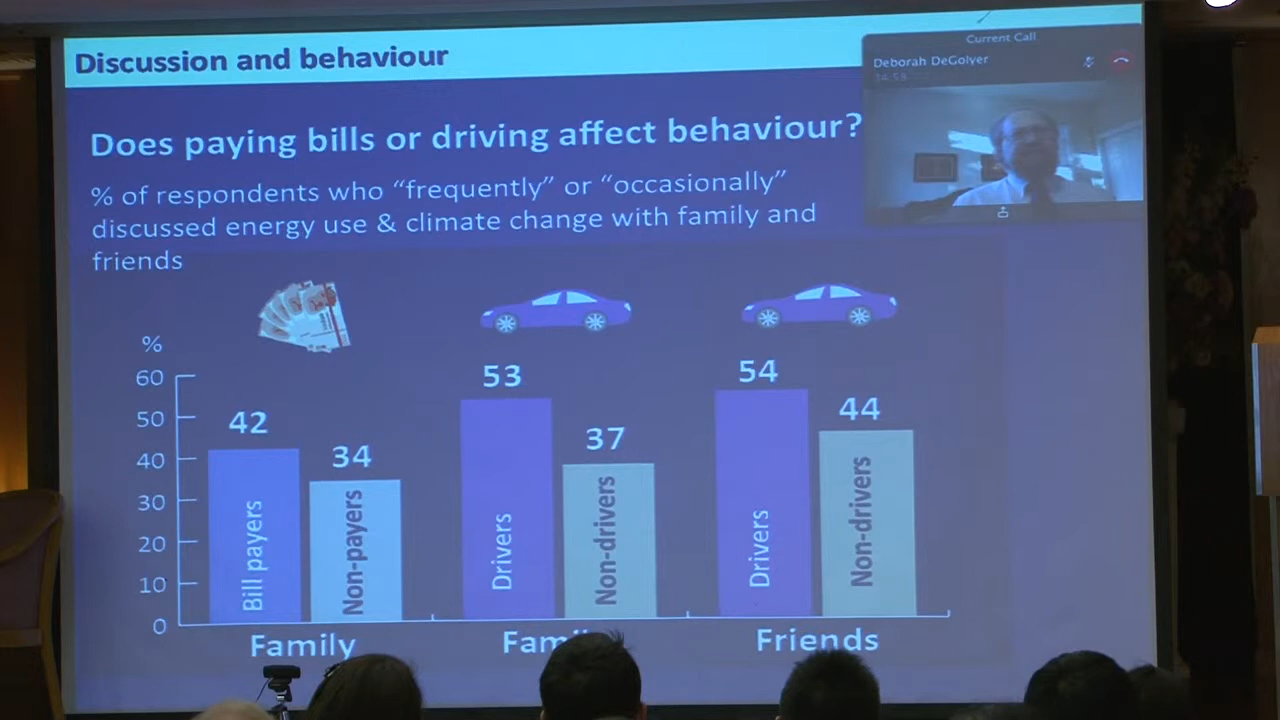 Discussion and behaviour
Current Call
Deborah DeGolyer
34:58
Does paying bills or driving affect behaviour?
% of respondents who “frequently” or “occasionally”
discussed energy use & climate change with family and
friends
%
60
50
40
30
20
10
0
42
34
53
37
54
44
Bill payers
Non-payers
Drivers
Non-drivers
Drivers
Non-drivers
Family
Friends